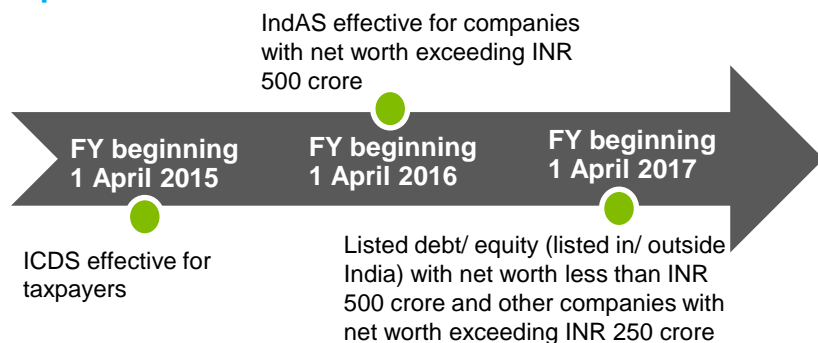 IndAS effective for companies
with net worth exceeding INR
500 crore
FY beginning
1 April 2015
FY beginning
1 April 2016
FY beginning
1 April 2017
ICDS effective for
taxpayers
Listed debt/ equity (listed in/ outside
India) with net worth less than INR
500 crore and other companies with
net worth exceeding INR 250 crore